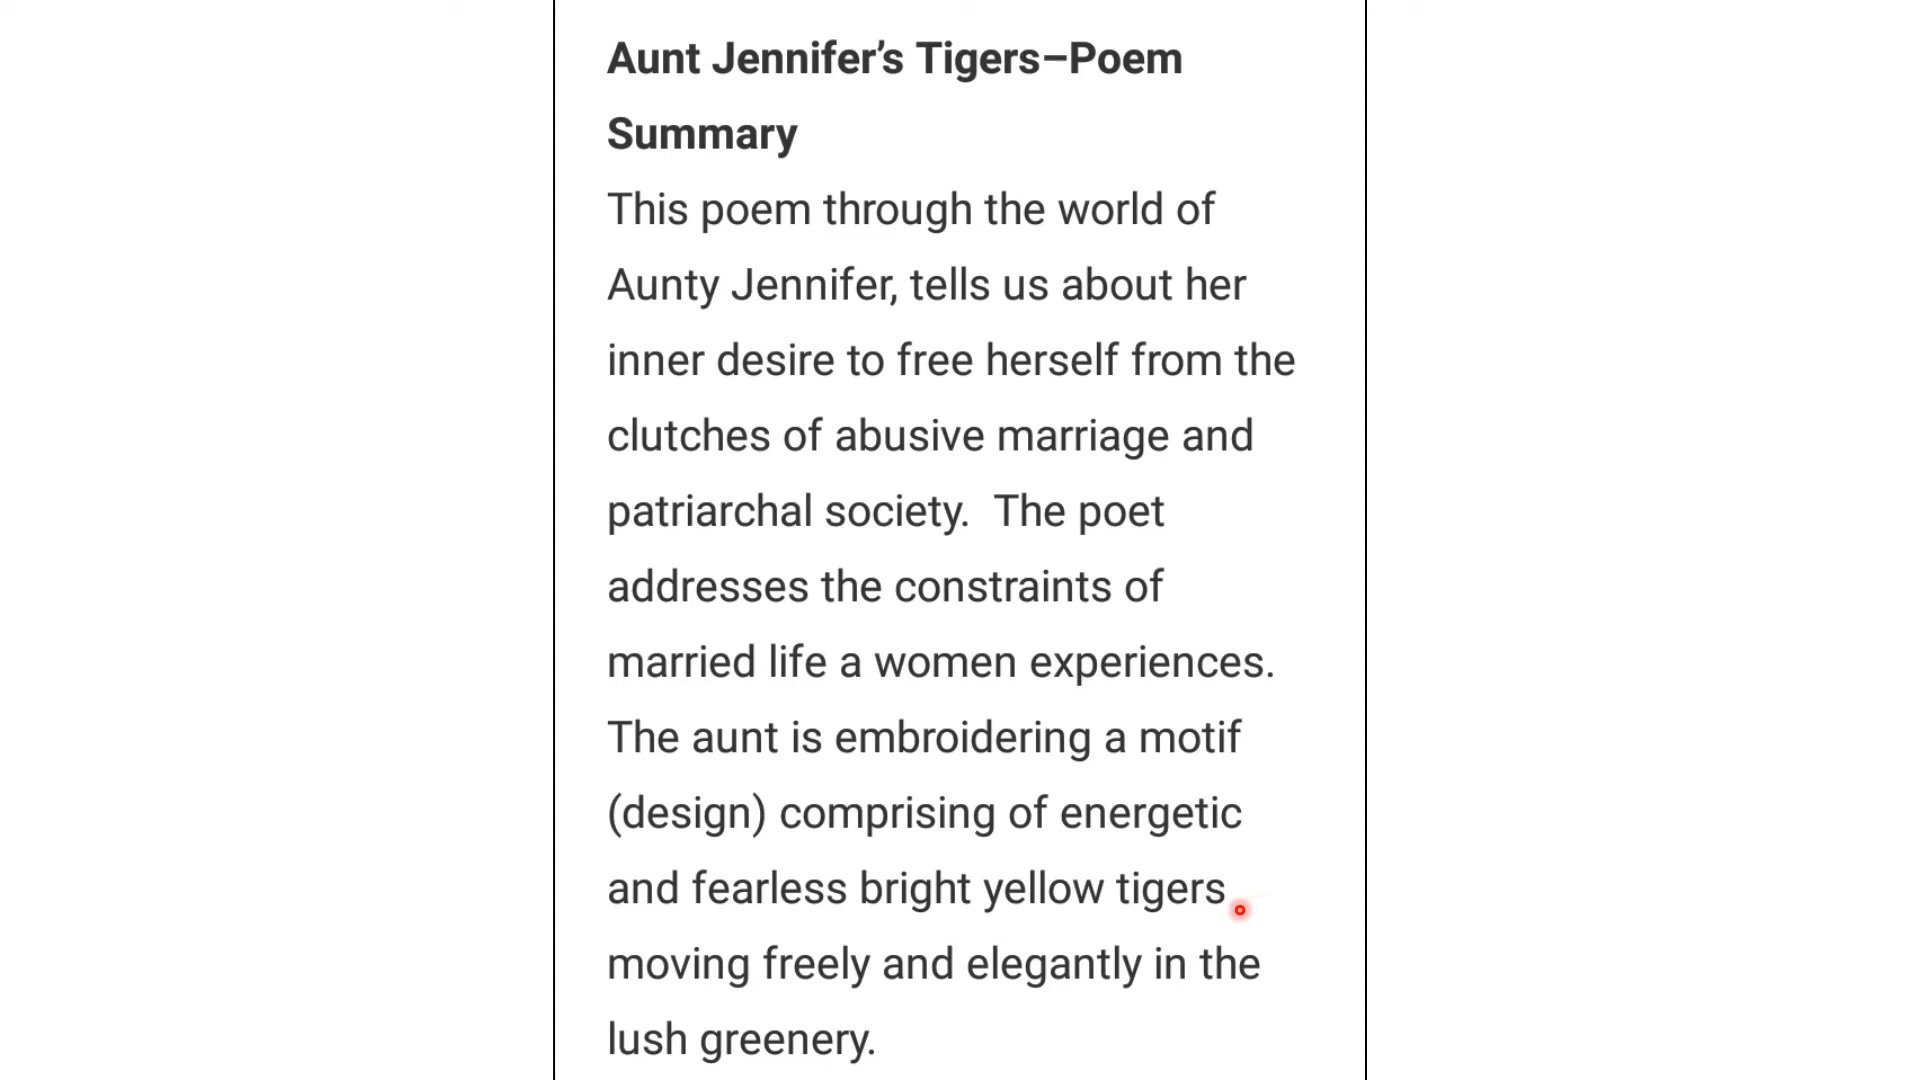 Aunt Jennifer’s Tigers–Poem
Summary
This poem through the world of
Aunty Jennifer, tells us about her
inner desire to free herself from the
clutches of abusive marriage and
patriarchal society.  The poet
addresses the constraints of
married life a women experiences.
The aunt is embroidering a motif
(design) comprising of energetic
and fearless bright yellow tigers
moving freely and elegantly in the
lush greenery.